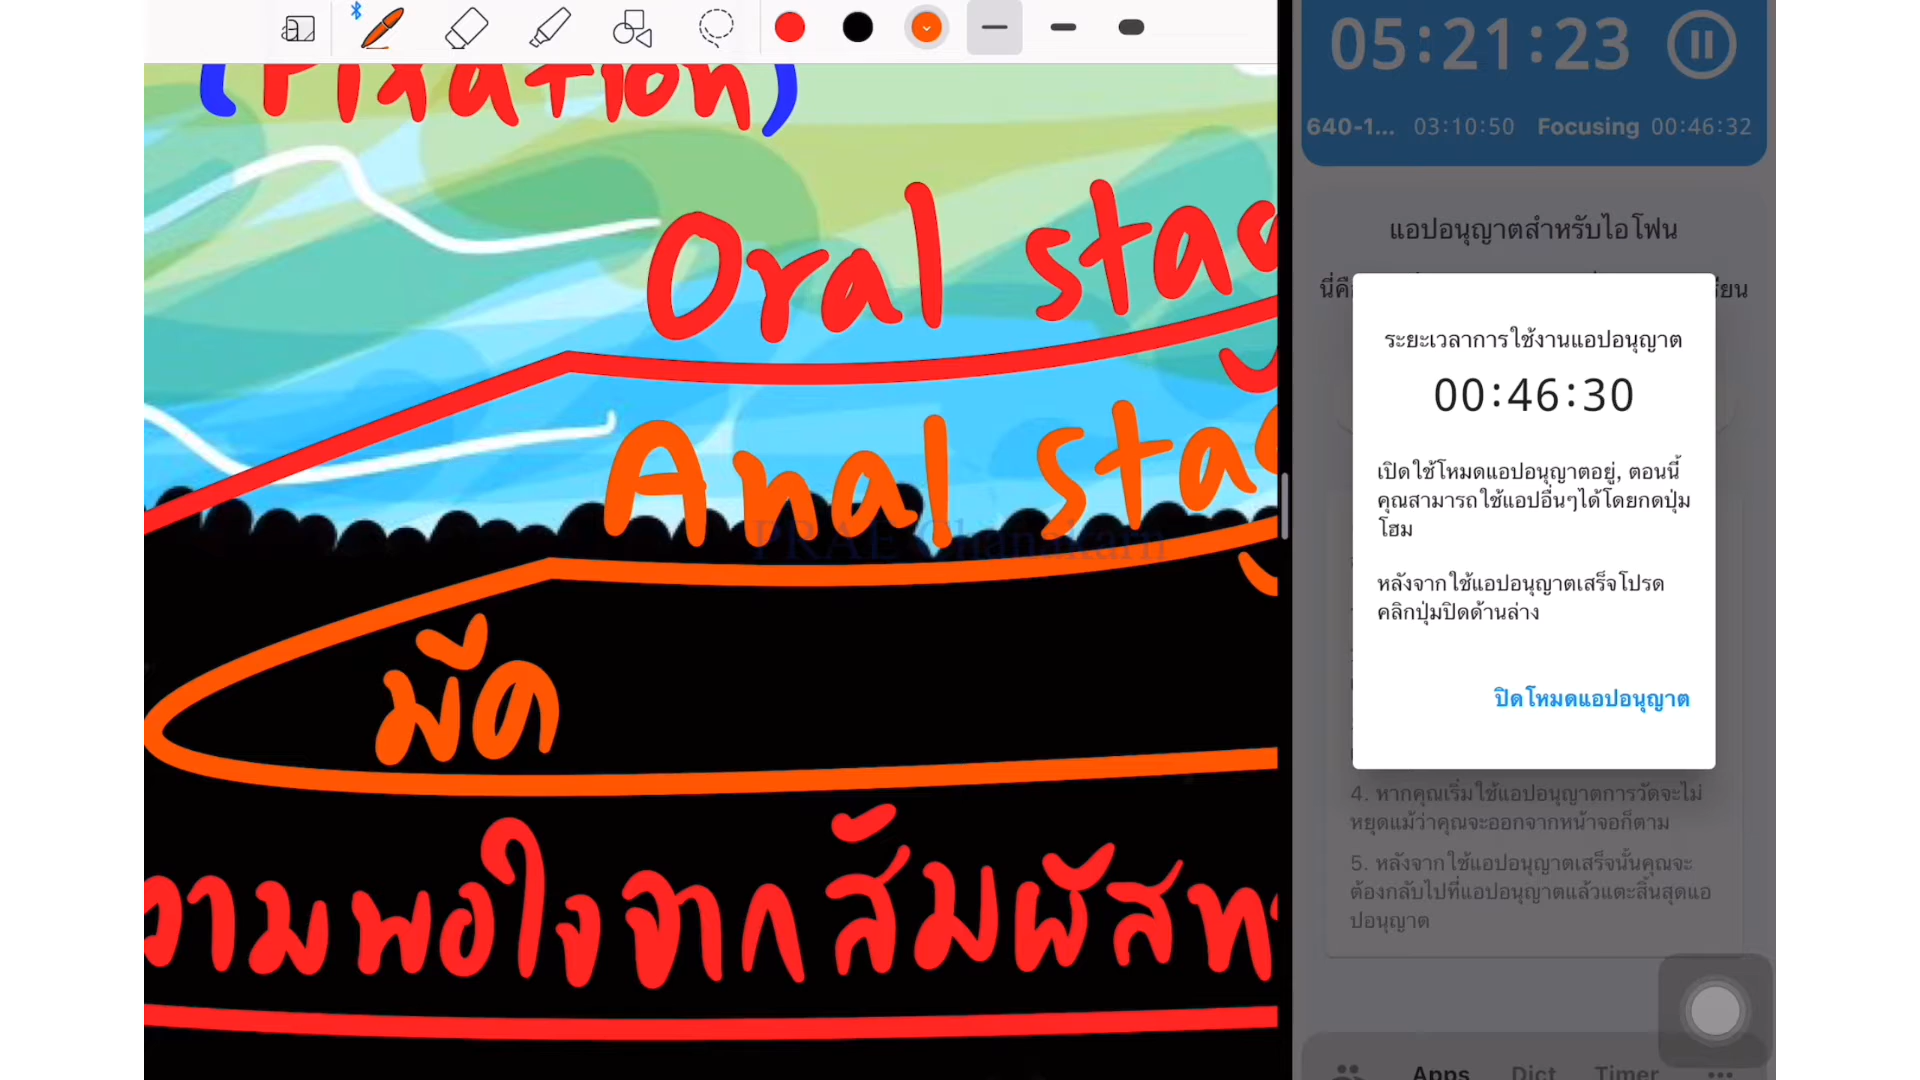 (Fixation)
Oral stag
Anal stag
PRAE Chanakarn
มัค
วามพอใจจากสัมผัสท
05:21:23
640-1... 03:10:50 Focusing 00:46:32
แอปอนุญาตสำหรับไอโฟน
นี่คื
รียน
ระยะเวลาการใช้งานแอปอนุญาต
00:46:30
เปิดใช้โหมดแอปอนุญาตอยู่, ตอนนี้
คุณสามารถใช้แอปอื่นๆได้โดยกดปุ่ม
โฮม
หลังจากใช้แอปอนุญาตเสร็จโปรด
คลิกปุ่มปิดด้านล่าง
ปิดโหมดแอปอนุญาต
4. หากคุณเริ่มใช้แอปอนุญาตการวัดจะไม่
หยุดแม้ว่าคุณจะออกจากหน้าจอก็ตาม
5. หลังจากใช้แอปอนุญาตเสร็จนั้นคุณจะ
ต้องกลับไปที่แอปอนุญาตแล้วแตะสิ้นสุดแอ
ปอนุญาต
Apps Dict Timer